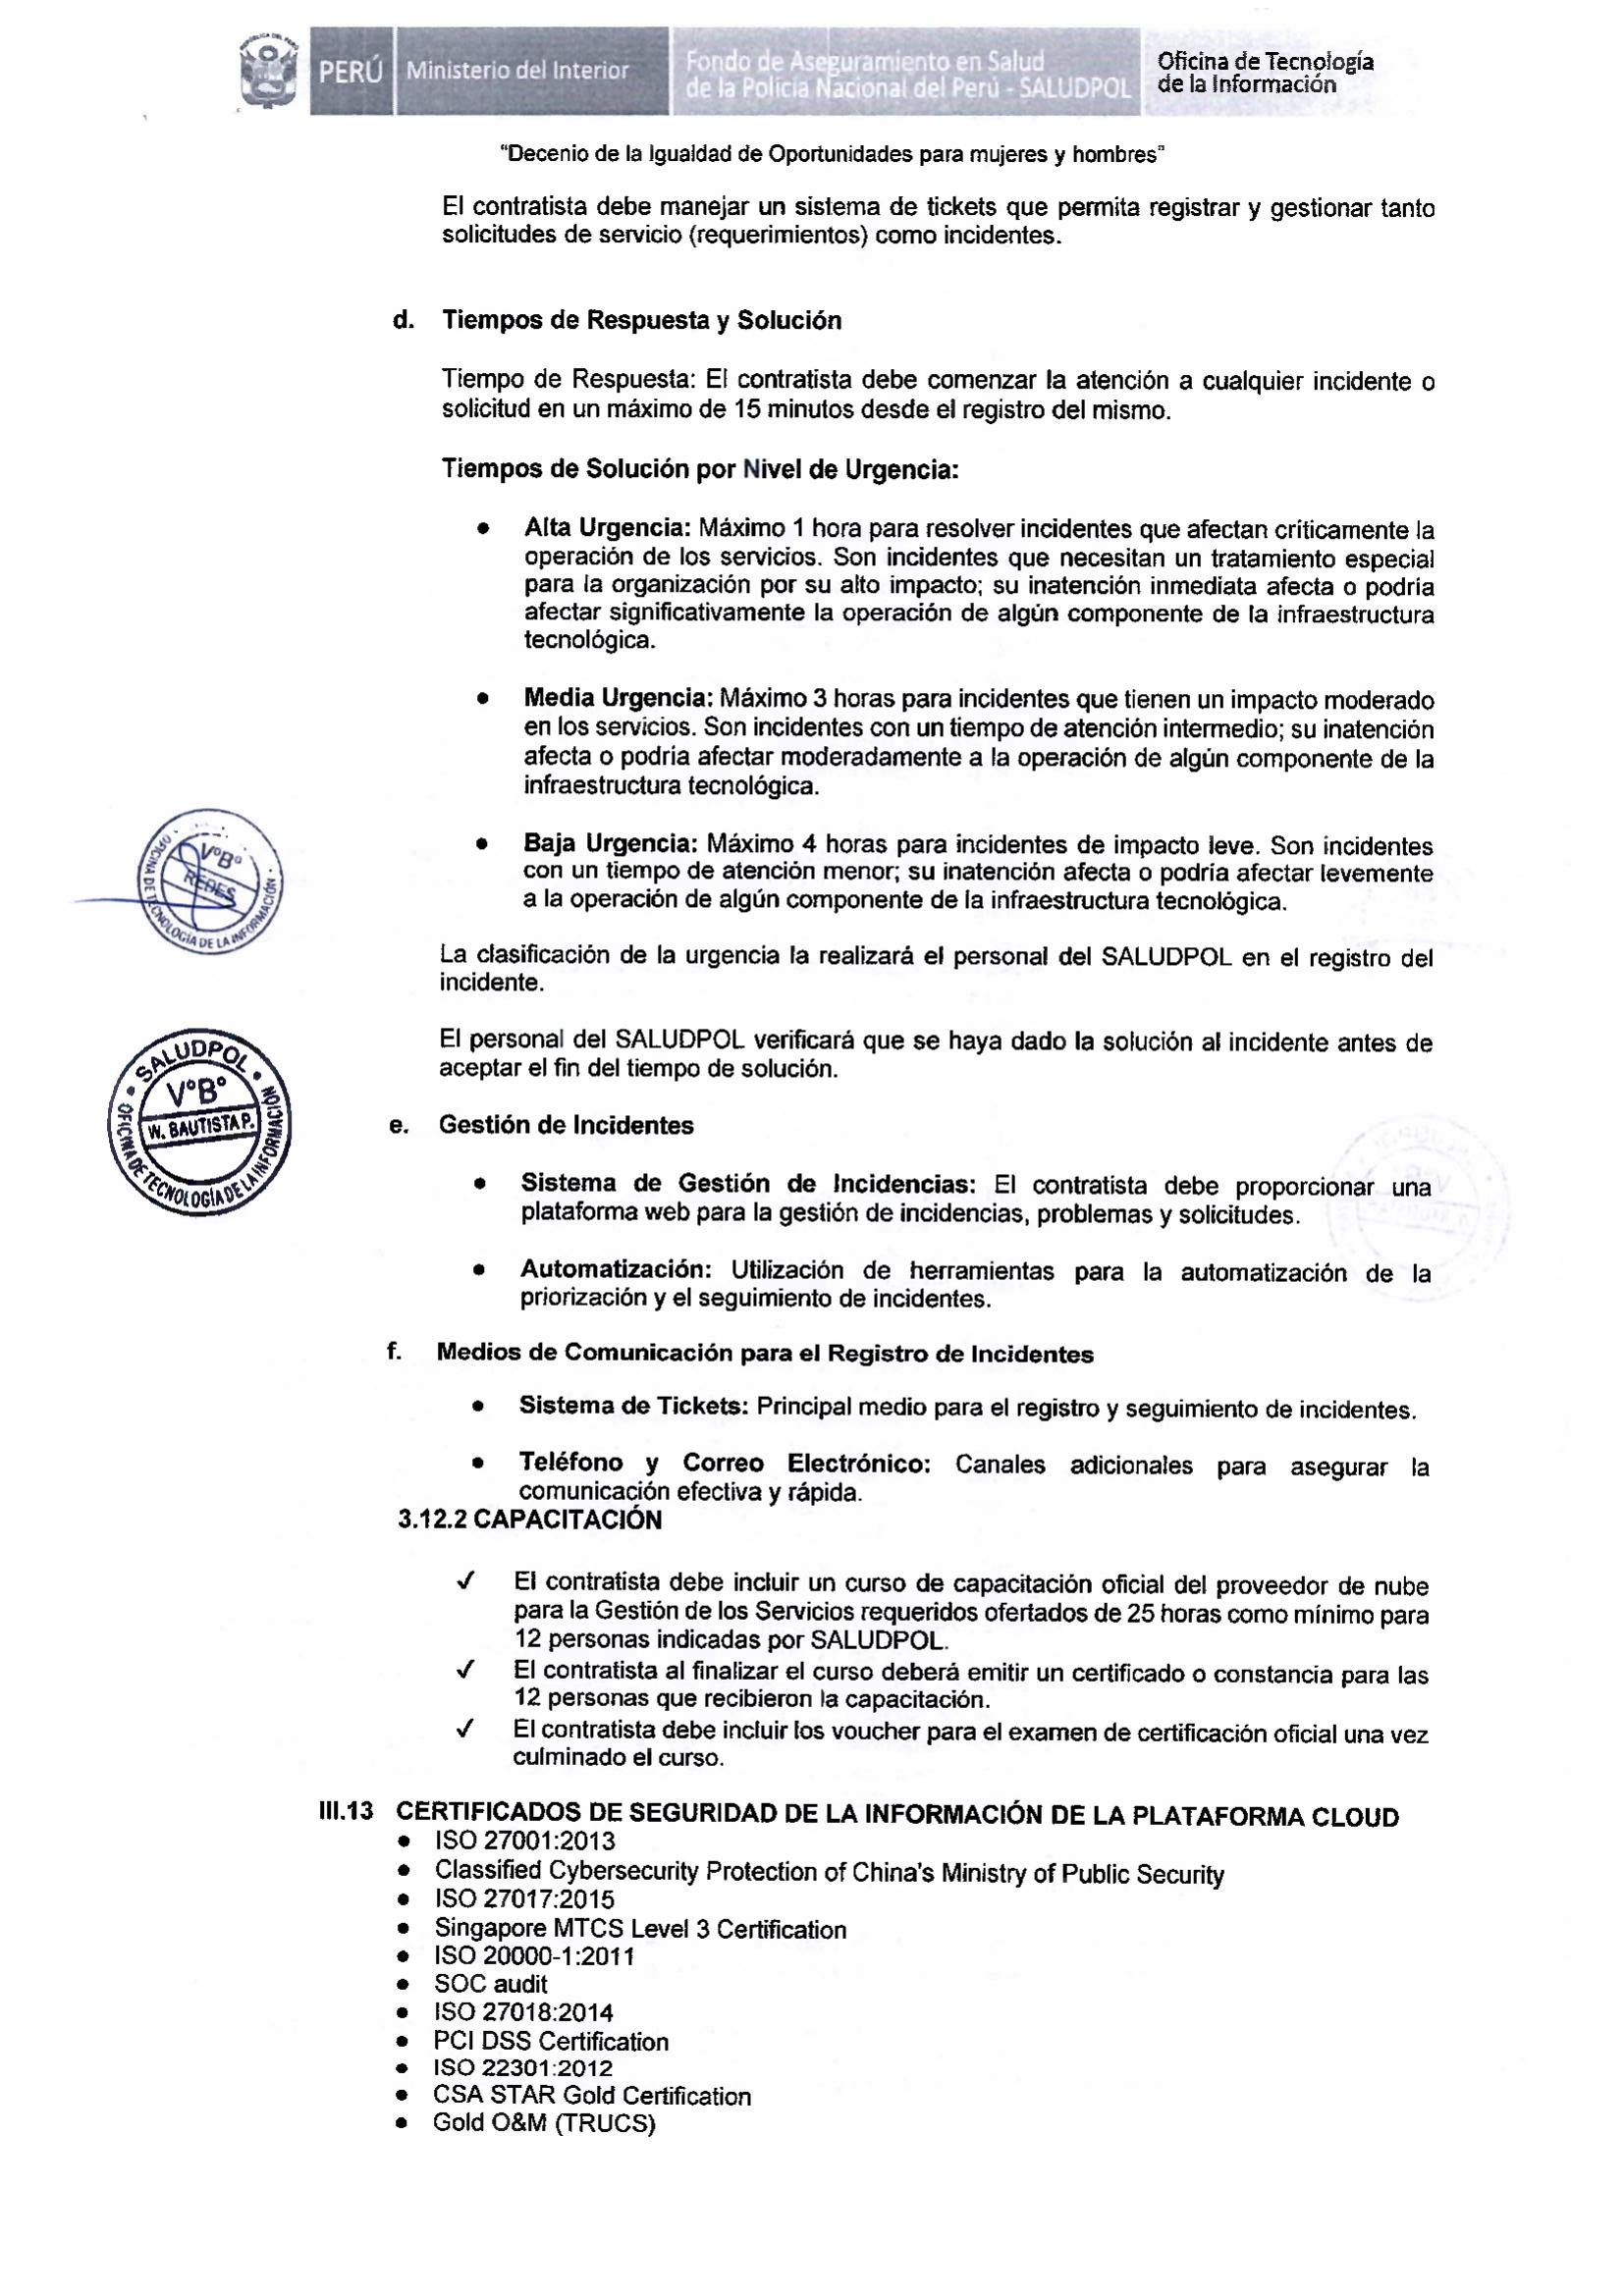 PERÚ
Ministerio del Interior
Fondo de Aseguramiento en Salud
de la Policía Nacional del Perú - SALUDPOL
Oficina de Tecnología
de la Información
"Decenio de la Igualdad de Oportunidades para mujeres y hombres"
El contratista debe manejar un sistema de tickets que permita registrar y gestionar tanto
solicitudes de servicio (requerimientos) como incidentes.
d. Tiempos de Respuesta y Solución
Tiempo de Respuesta: El contratista debe comenzar la atención a cualquier incidente o
solicitud en un máximo de 15 minutos desde el registro del mismo.
Tiempos de Solución por Nivel de Urgencia:
• Alta Urgencia: Máximo 1 hora para resolver incidentes que afectan críticamente la
operación de los servicios. Son incidentes que necesitan un tratamiento especial
para la organización por su alto impacto; su inatención inmediata afecta o podría
afectar significativamente la operación de algún componente de la infraestructura
tecnológica.
• Media Urgencia: Máximo 3 horas para incidentes que tienen un impacto moderado
en los servicios. Son incidentes con un tiempo de atención intermedio; su inatención
afecta o podría afectar moderadamente a la operación de algún componente de la
infraestructura tecnológica.
• Baja Urgencia: Máximo 4 horas para incidentes de impacto leve. Son incidentes
con un tiempo de atención menor; su inatención afecta o podría afectar levemente
a la operación de algún componente de la infraestructura tecnológica.
V°B°
REDES
OFICINA DE TECNOLOGÍA DE LA INFORMACIÓN
La clasificación de la urgencia la realizará el personal del SALUDPOL en el registro del
incidente.
El personal del SALUDPOL verificará que se haya dado la solución al incidente antes de
aceptar el fin del tiempo de solución.
SALUDPOL
V°B°
W. BAUTISTA P.
OFICINA DE TECNOLOGÍA DE LA INFORMACIÓN
e. Gestión de Incidentes
• Sistema de Gestión de Incidencias: El contratista debe proporcionar una
plataforma web para la gestión de incidencias, problemas y solicitudes.
• Automatización: Utilización de herramientas para la automatización de la
priorización y el seguimiento de incidentes.
f. Medios de Comunicación para el Registro de Incidentes
• Sistema de Tickets: Principal medio para el registro y seguimiento de incidentes.
• Teléfono y Correo Electrónico: Canales adicionales para asegurar la
comunicación efectiva y rápida.
3.12.2 CAPACITACIÓN
✓ El contratista debe incluir un curso de capacitación oficial del proveedor de nube
para la Gestión de los Servicios requeridos ofertados de 25 horas como mínimo para
12 personas indicadas por SALUDPOL.
✓ El contratista al finalizar el curso deberá emitir un certificado o constancia para las
12 personas que recibieron la capacitación.
✓ El contratista debe incluir los voucher para el examen de certificación oficial una vez
culminado el curso.
III.13 CERTIFICADOS DE SEGURIDAD DE LA INFORMACIÓN DE LA PLATAFORMA CLOUD
• ISO 27001:2013
• Classified Cybersecurity Protection of China's Ministry of Public Security
• ISO 27017:2015
• Singapore MTCS Level 3 Certification
• ISO 20000-1:2011
• SOC audit
• ISO 27018:2014
• PCI DSS Certification
• ISO 22301:2012
• CSA STAR Gold Certification
• Gold O&M (TRUCS)